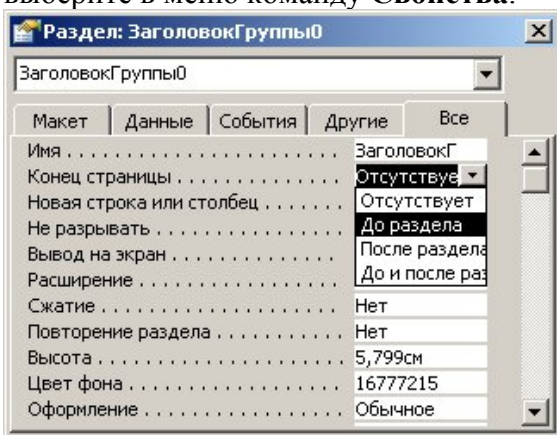 выберите в меню команду Свойства.
Раздел: ЗаголовокГруппы0
ЗаголовокГруппы0
Макет Данные События Другие Все
Имя ЗаголовокГ
Конец страницы Отсутствуе
Новая строка или столбец Отсутствует
Не разрывать До раздела
Вывод на экран После раздела
Расширение До и после раз
Сжатие Нет
Повторение раздела Нет
Высота 5,799см
Цвет фона 16777215
Оформление Обычное